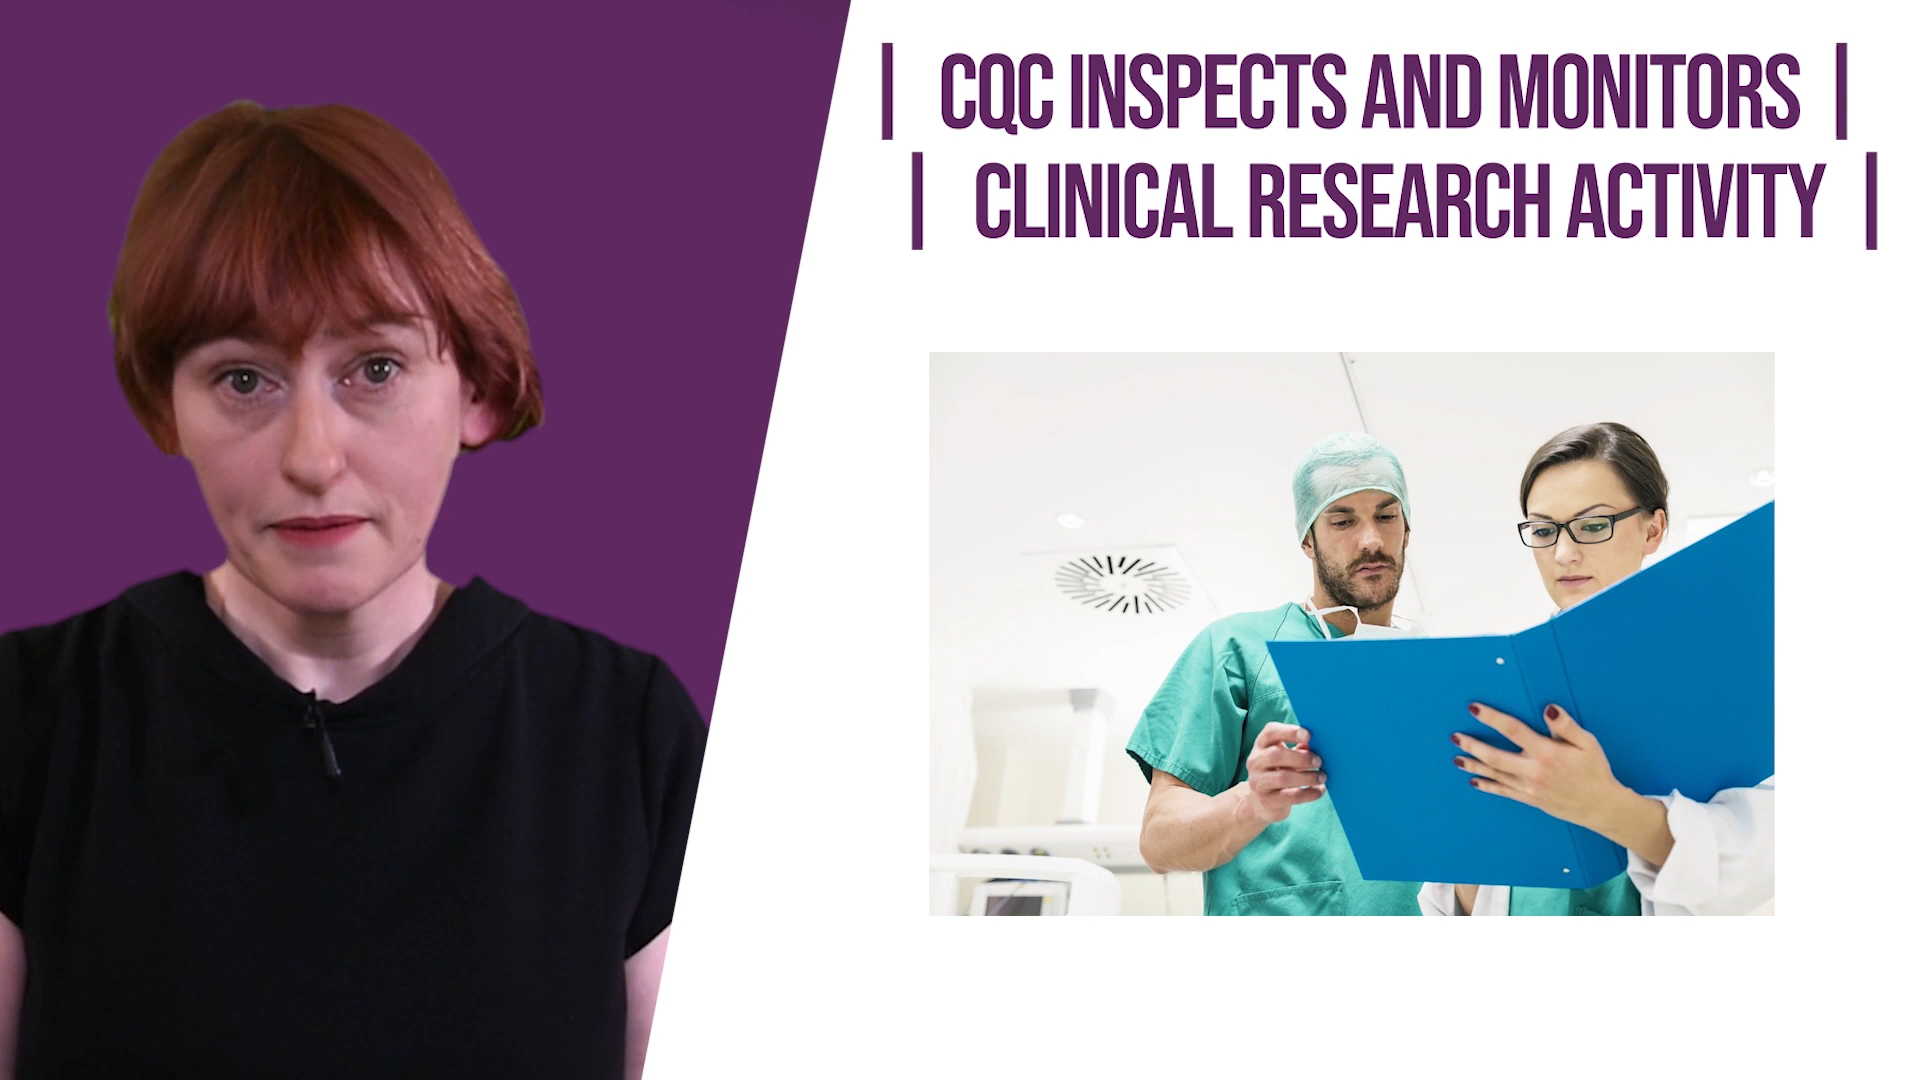 | CQC INSPECTS AND MONITORS |
| CLINICAL RESEARCH ACTIVITY |